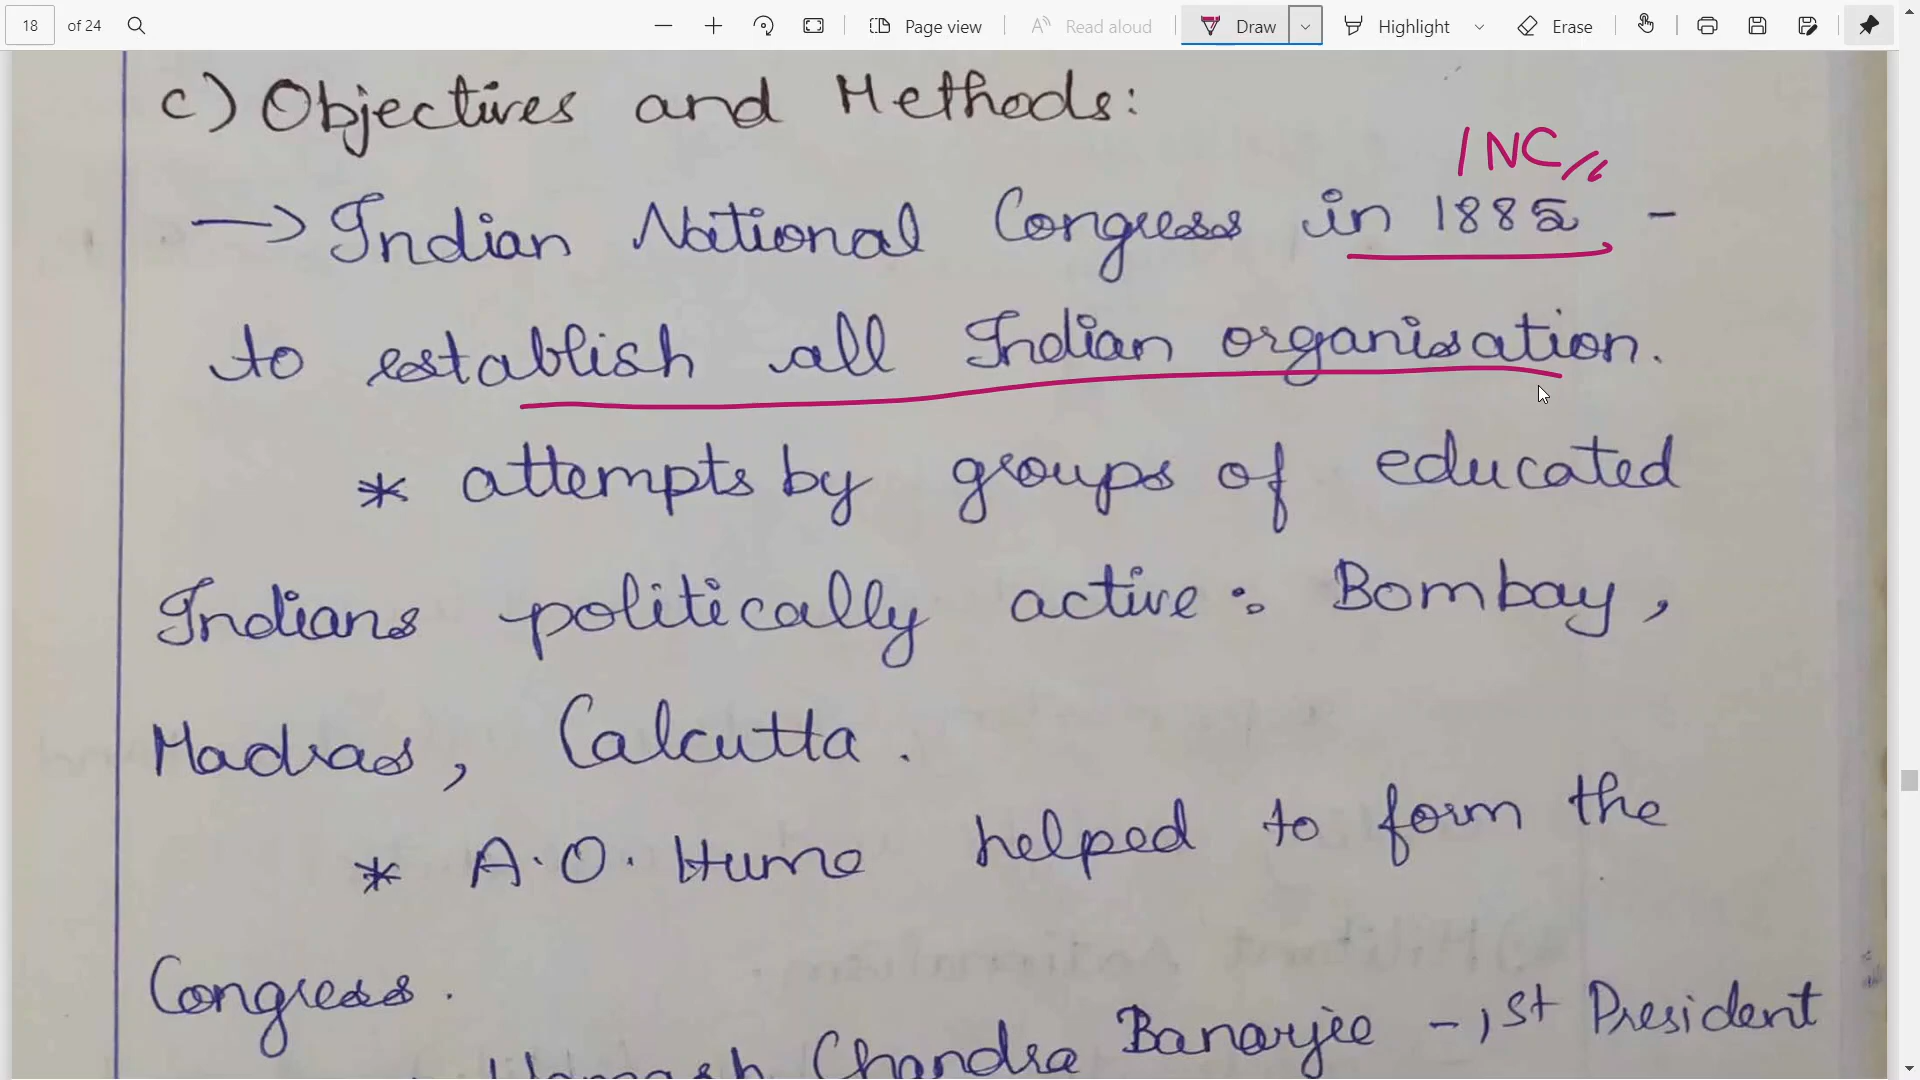 18 of 24 Page view Read aloud Draw Highlight Erase
c) Objectives and Methods:
INC
→ Indian National Congress in 1885 -
to establish all Indian organisation.
* attempts by groups of educated
Indians politically active : Bombay,
Madras, Calcutta.
* A.O. Hume helped to form the
Congress.
Chandra Banarjee - 1st President